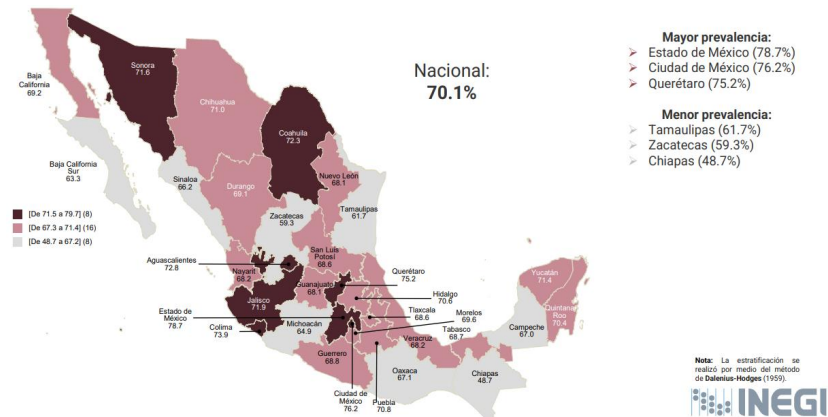 Nacional:
70.1%
Mayor prevalencia:
Estado de México (78.7%)
Ciudad de México (76.2%)
Querétaro (75.2%)
Menor prevalencia:
Tamaulipas (61.7%)
Zacatecas (59.3%)
Chiapas (48.7%)
Baja
California
69.2
Sonora
71.6
Chihuahua
71.0
Coahuila
72.3
Baja California
Sur
63.3
Sinaloa
66.2
Durango
69.1
Nuevo León
68.1
Zacatecas
59.3
Tamaulipas
61.7
[De 71.5 a 79.7] (8)
[De 67.3 a 71.4] (16)
[De 48.7 a 67.2] (8)
Aguascalientes
72.8
Nayarit
68.2
San Luis
Potosí
68.6
Guanajuato
68.1
Querétaro
75.2
Hidalgo
70.6
Yucatán
71.4
Quintana
Roo
70.4
Jalisco
71.9
Estado de
México
78.7
Colima
73.9
Michoacán
64.9
Tlaxcala
68.6
Morelos
69.6
Veracruz
68.2
Tabasco
68.7
Campeche
67.0
Guerrero
68.8
Ciudad de
México
76.2
Puebla
70.8
Oaxaca
67.1
Chiapas
48.7
Nota: La estratificación se
realizó por medio del método
de Dalenius-Hodges (1959).
INEGI